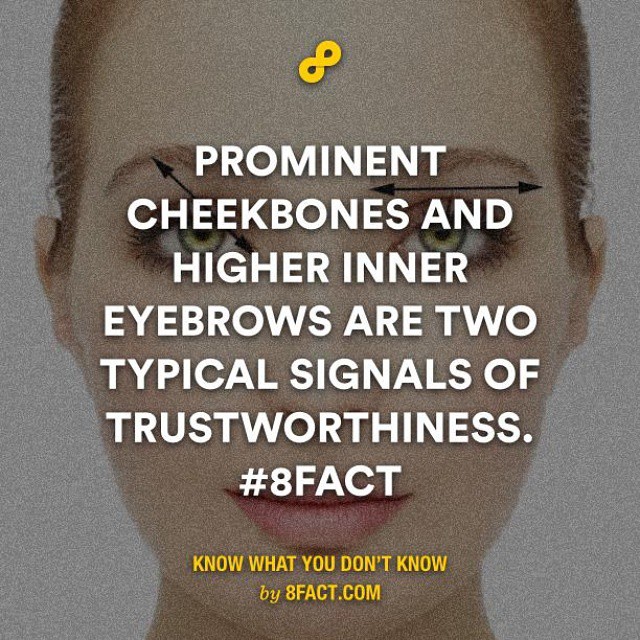 PROMINENT
CHEEKBONES AND
HIGHER INNER
EYEBROWS ARE TWO
TYPICAL SIGNALS OF
TRUSTWORTHINESS.
#8FACT
KNOW WHAT YOU DON'T KNOW
by 8FACT.COM